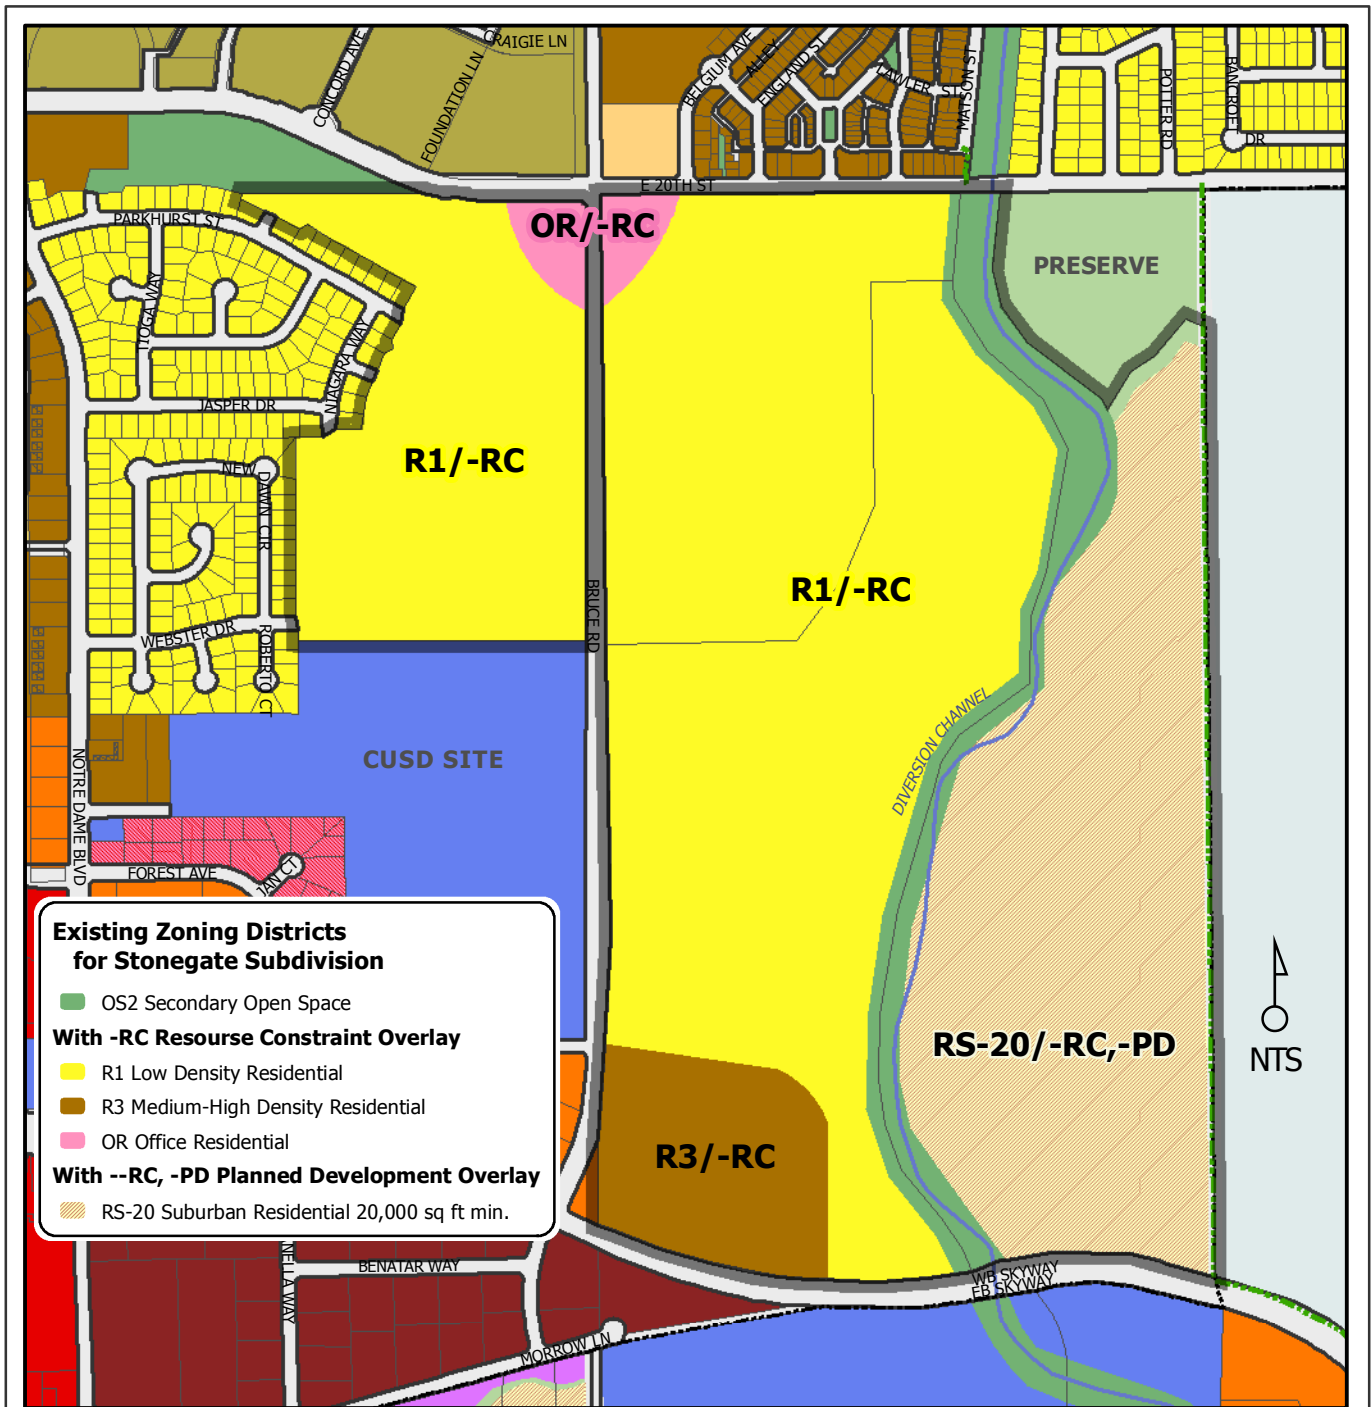 CRAIGIE LN
CONCORD AVE
FOUNDATION LN
BELGIUM AVE
ALLEY
ENGLAND ST
LAWLER ST
MATSON ST
POTTER RD
BANCROFT
DR
E 20TH ST
PARKHURST ST
OR/-RC
PRESERVE
TIOGA WAY
NIAGARA WAY
JASPER DR
R1/-RC
NEW
DAWN CIR
BRUCE RD
R1/-RC
WEBSTER DR
ROBERTO CT
DIVERSION CHANNEL
CUSD SITE
NOTRE DAME BLVD
FOREST AVE
JAN CT
Existing Zoning Districts
for Stonegate Subdivision
OS2 Secondary Open Space
With -RC Resourse Constraint Overlay
R1 Low Density Residential
R3 Medium-High Density Residential
OR Office Residential
With --RC, -PD Planned Development Overlay
RS-20 Suburban Residential 20,000 sq ft min.
RS-20/-RC,-PD
NTS
R3/-RC
NELLA WAY
BENATAR WAY
WB SKYWAY
EB SKYWAY
MORROW LN